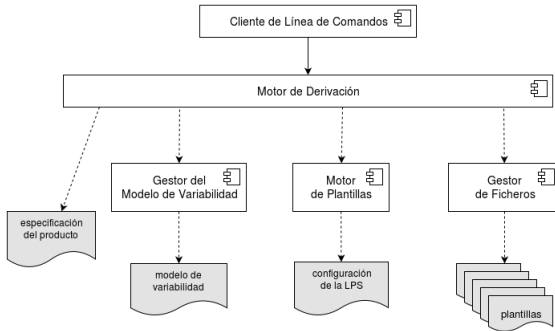 Cliente de Línea de Comandos
Motor de Derivación
Gestor del
Modelo de Variabilidad
Motor
de Plantillas
Gestor
de Ficheros
especificación
del producto
modelo de
variabilidad
configuración
de la LPS
plantillas